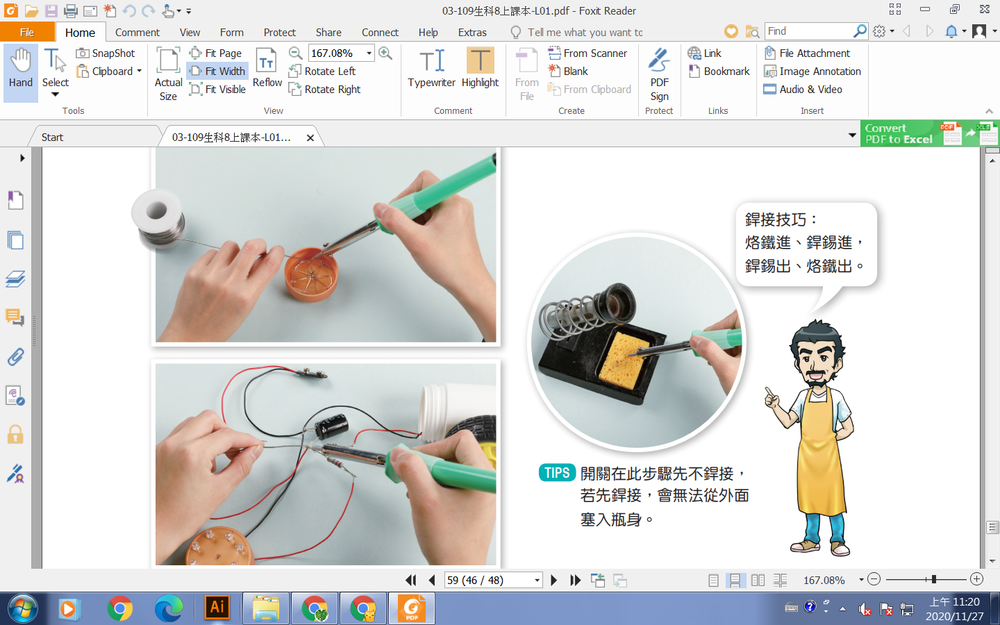 03-109生科8上課本-L01.pdf - Foxit Reader
File Home Comment View Form Protect Share Connect Help Extras Tell me what you want to Find
Hand
Select
SnapShot
Clipboard
Tools
Actual Size
Fit Page
Fit Width
Fit Visible
Reflow
167.08%
Rotate Left
Rotate Right
View
Typewriter
Highlight
Comment
From File
From Scanner
Blank
From Clipboard
Create
PDF Sign
Protect
Link
Bookmark
Links
File Attachment
Image Annotation
Audio & Video
Insert
Start
03-109生科8上課本-L01...
Convert
PDF to Excel
PDF
XLS
銲接技巧：
烙鐵進、銲錫進，
銲錫出、烙鐵出。
TIPS 開關在此步驟先不銲接，
若先銲接，會無法從外面
塞入瓶身。
59 (46 / 48)
167.08%
Ai
PDF
上午 11:20
2020/11/27